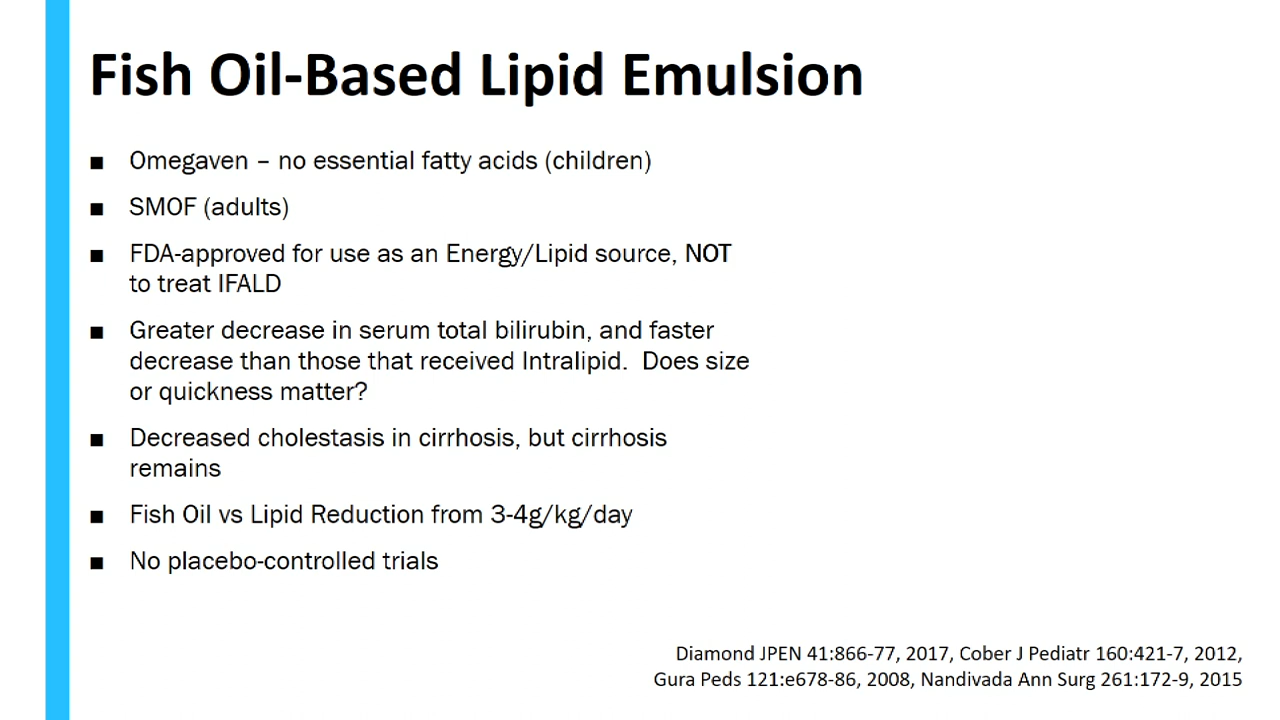 Fish Oil-Based Lipid Emulsion
■ Omegaven – no essential fatty acids (children)
■ SMOF (adults)
■ FDA-approved for use as an Energy/Lipid source, NOT
to treat IFALD
■ Greater decrease in serum total bilirubin, and faster
decrease than those that received Intralipid.  Does size
or quickness matter?
■ Decreased cholestasis in cirrhosis, but cirrhosis
remains
■ Fish Oil vs Lipid Reduction from 3-4g/kg/day
■ No placebo-controlled trials
Diamond JPEN 41:866-77, 2017, Cober J Pediatr 160:421-7, 2012,
Gura Peds 121:e678-86, 2008, Nandivada Ann Surg 261:172-9, 2015